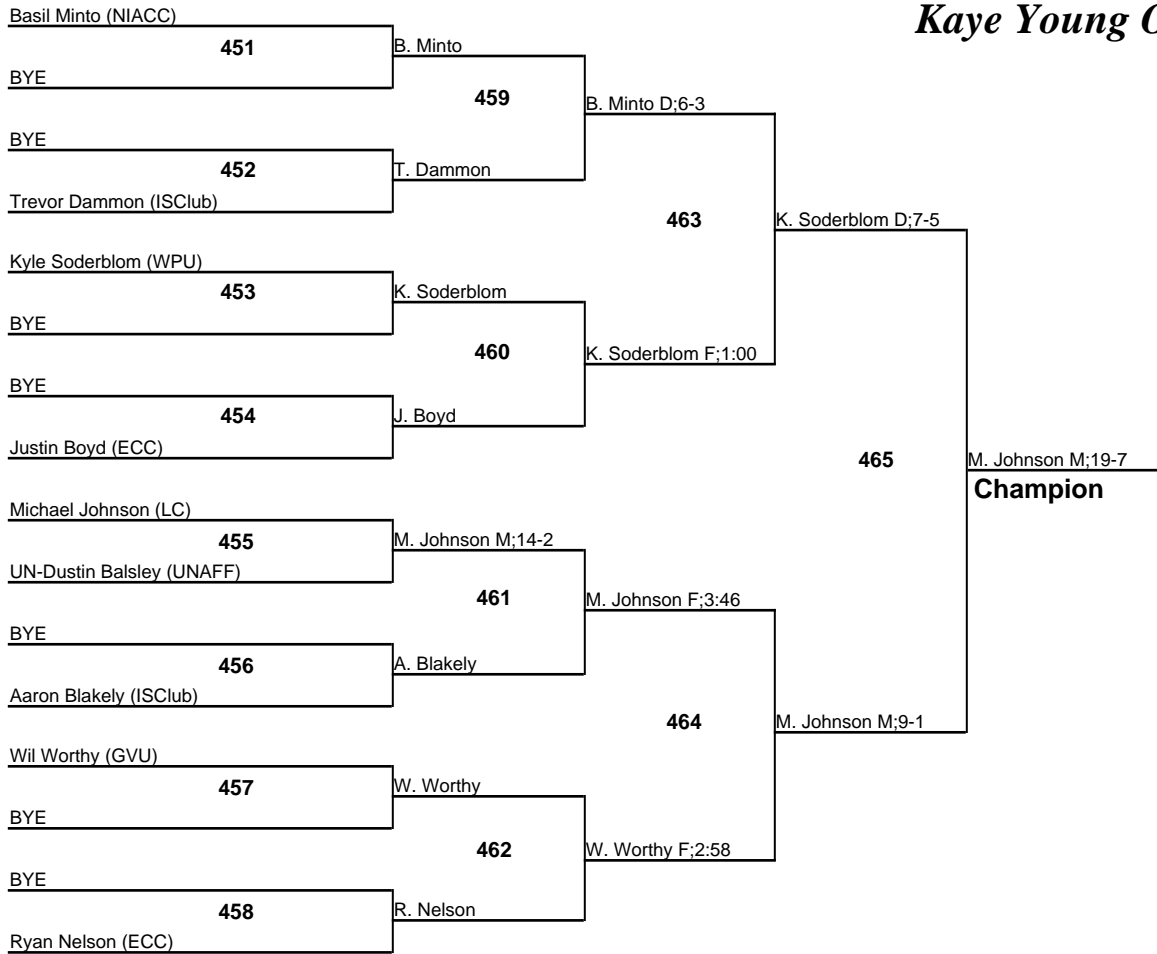 Kaye Young
Basil Minto (NIACC)
451
BYE
B. Minto
459
B. Minto D;6-3
BYE
452
Trevor Dammon (ISClub)
T. Dammon
463
K. Soderblom D;7-5
Kyle Soderblom (WPU)
453
BYE
K. Soderblom
460
K. Soderblom F;1:00
BYE
454
Justin Boyd (ECC)
J. Boyd
465
M. Johnson M;19-7
Champion
Michael Johnson (LC)
455
UN-Dustin Balsley (UNAFF)
M. Johnson M;14-2
461
M. Johnson F;3:46
BYE
456
Aaron Blakely (ISClub)
A. Blakely
464
M. Johnson M;9-1
Wil Worthy (GVU)
457
BYE
W. Worthy
462
W. Worthy F;2:58
BYE
458
Ryan Nelson (ECC)
R. Nelson